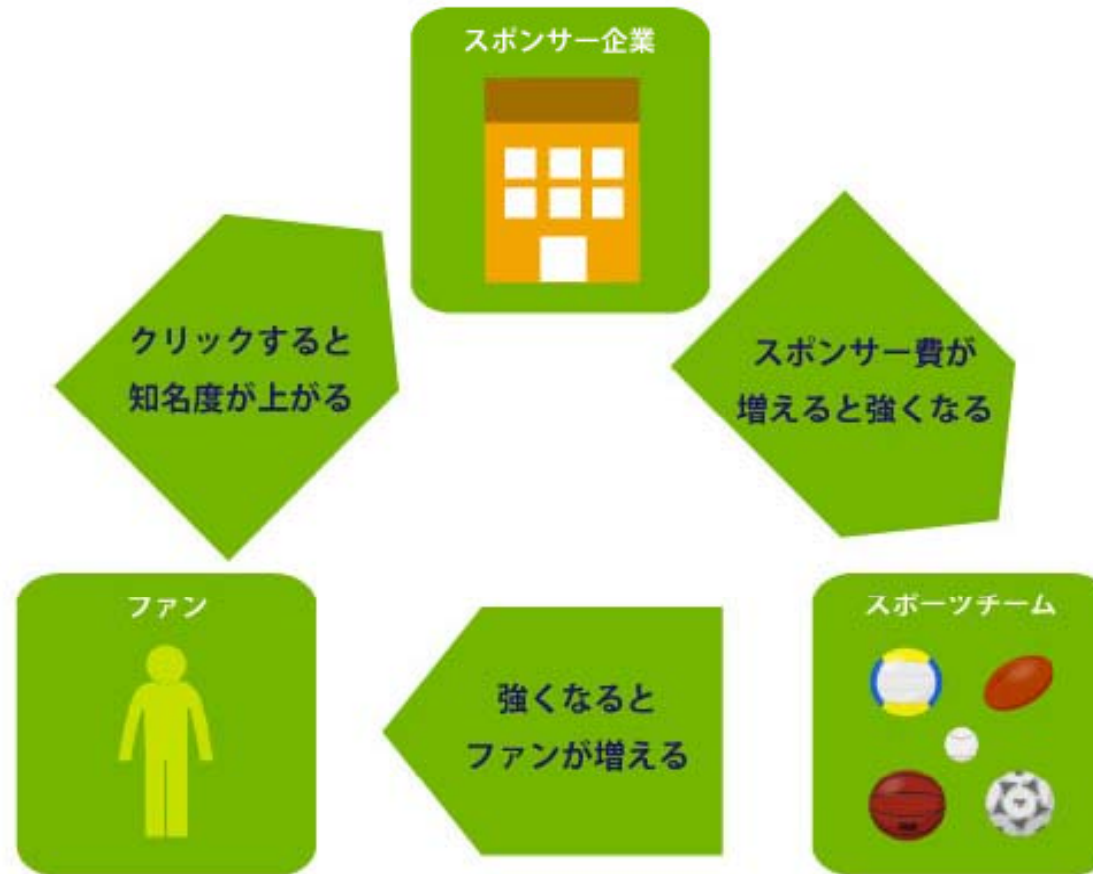 スポンサー企業
クリックすると
知名度が上がる
スポンサー費が
増えると強くなる
ファン
強くなると
ファンが増える
スポーツチーム